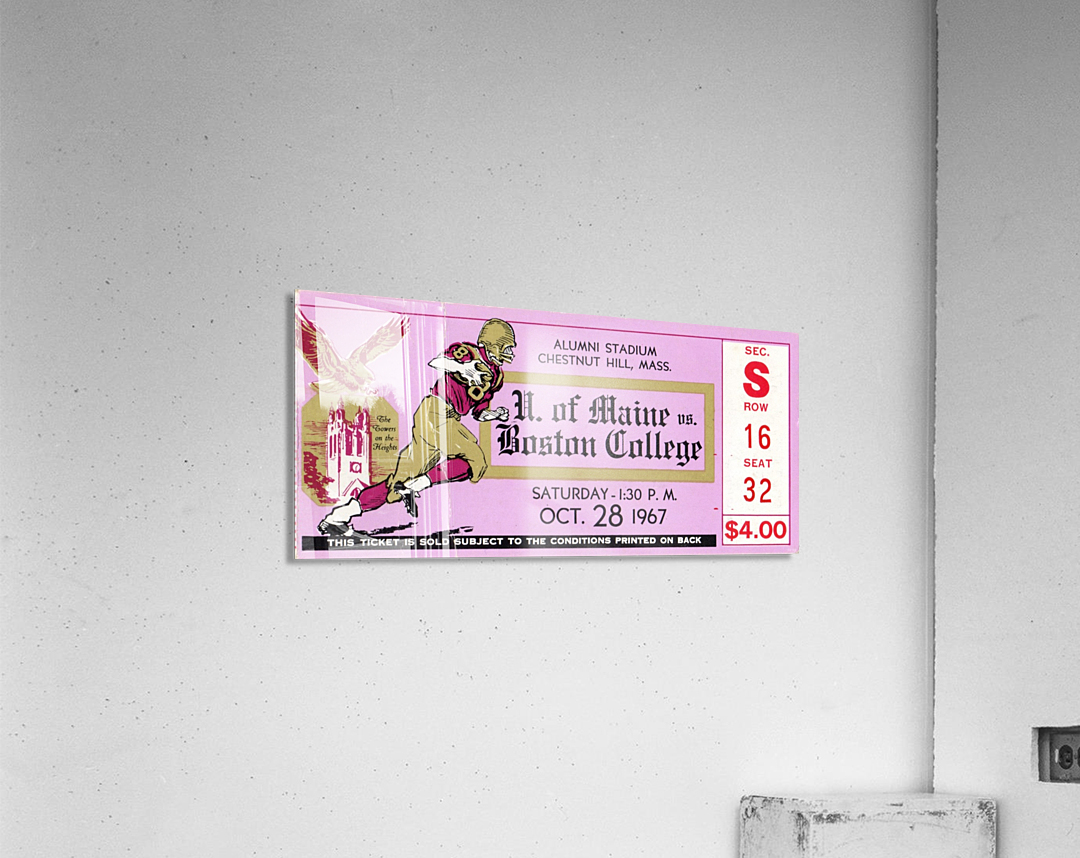 The
Towers
on the
Heights
ALUMNI STADIUM
CHESTNUT HILL, MASS.
U. of Maine vs.
Boston College
SATURDAY - 1:30 P. M.
OCT. 28 1967
THIS TICKET IS SOLD SUBJECT TO THE CONDITIONS PRINTED ON BACK
SEC.
S
ROW
16
SEAT
32
$4.00